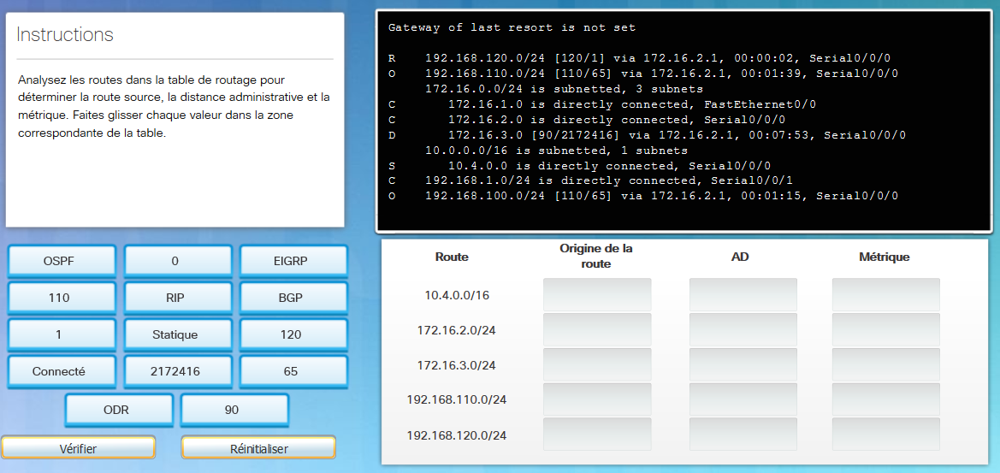 Instructions
Analysez les routes dans la table de routage pour
déterminer la route source, la distance administrative et la
métrique. Faites glisser chaque valeur dans la zone
correspondante de la table.
Gateway of last resort is not set
R 192.168.120.0/24 [120/1] via 172.16.2.1, 00:00:02, Serial0/0/0
O 192.168.110.0/24 [110/65] via 172.16.2.1, 00:01:39, Serial0/0/0
172.16.0.0/24 is subnetted, 3 subnets
C 172.16.1.0 is directly connected, FastEthernet0/0
C 172.16.2.0 is directly connected, Serial0/0/0
D 172.16.3.0 [90/2172416] via 172.16.2.1, 00:07:53, Serial0/0/0
10.0.0.0/16 is subnetted, 1 subnets
S 10.4.0.0 is directly connected, Serial0/0/0
C 192.168.1.0/24 is directly connected, Serial0/0/1
O 192.168.100.0/24 [110/65] via 172.16.2.1, 00:01:15, Serial0/0/0
OSPF 0 EIGRP
110 RIP BGP
1 Statique 120
Connecté 2172416 65
ODR 90
Vérifier Réinitialiser
Route Origine de la route AD Métrique
10.4.0.0/16
172.16.2.0/24
172.16.3.0/24
192.168.110.0/24
192.168.120.0/24